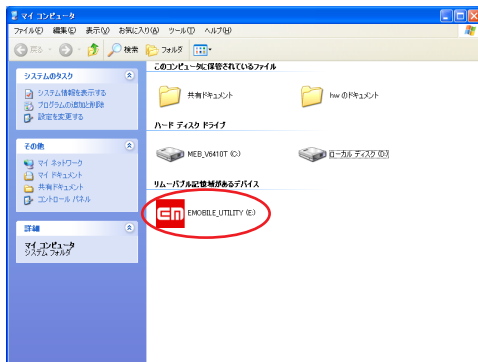 マイ コンピュータ
ファイル(F) 編集(E) 表示(V) お気に入り(A) ツール(T) ヘルプ(H)
戻る 検索 フォルダ
システムのタスク
システム情報を表示する
プログラムの追加と削除
設定を変更する
その他
マイ ネットワーク
マイ ドキュメント
共有ドキュメント
コントロール パネル
詳細
マイ コンピュータ
システム フォルダ
このコンピュータに保管されているファイル
共有ドキュメント
hw のドキュメント
ハード ディスク ドライブ
MEB_V6410T (C:)
ローカル ディスク (D:)
リムーバブル記憶域があるデバイス
EM
EMOBILE_UTILITY (E:)